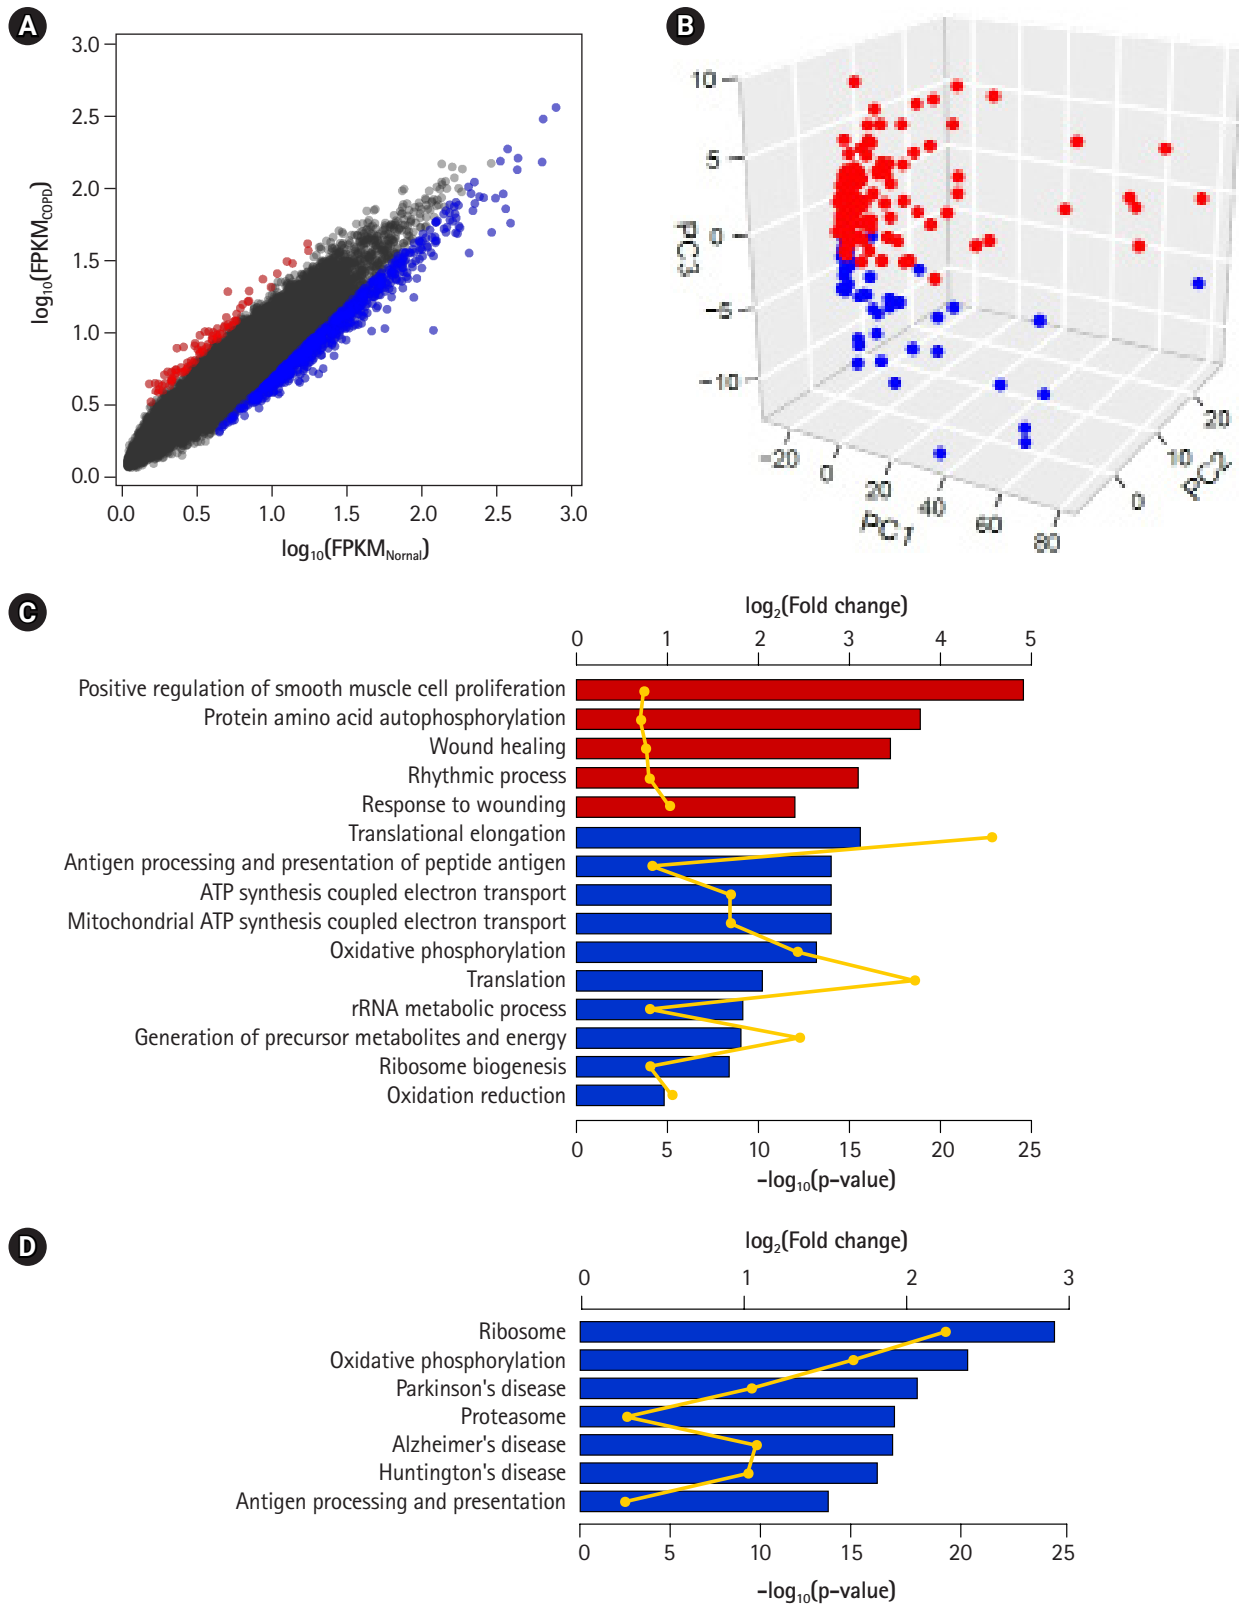 A
3.0
2.5
2.0
1.5
1.0
0.5
0.0
log10(FPKMCOPD)
0.0 0.5 1.0 1.5 2.0 2.5 3.0
log10(FPKMNornal)
B
10
5
0
−5
−10
PC3
−20 0 20 40 60 80
PC1
0 10 20
PC2
C
log2(Fold change)
0 1 2 3 4 5
Positive regulation of smooth muscle cell proliferation
Protein amino acid autophosphorylation
Wound healing
Rhythmic process
Response to wounding
Translational elongation
Antigen processing and presentation of peptide antigen
ATP synthesis coupled electron transport
Mitochondrial ATP synthesis coupled electron transport
Oxidative phosphorylation
Translation
rRNA metabolic process
Generation of precursor metabolites and energy
Ribosome biogenesis
Oxidation reduction
0 5 10 15 20 25
−log10(p-value)
D
log2(Fold change)
0 1 2 3
Ribosome
Oxidative phosphorylation
Parkinson's disease
Proteasome
Alzheimer's disease
Huntington's disease
Antigen processing and presentation
0 5 10 15 20 25
−log10(p-value)